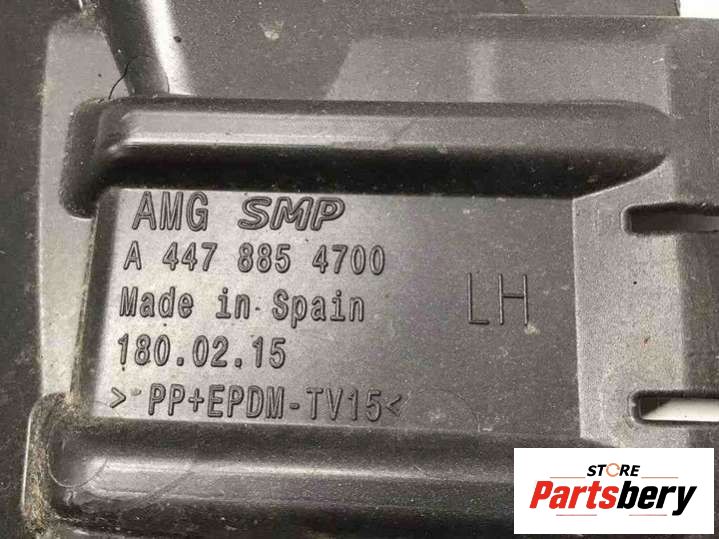 AMG SMP
A 447 885 4700
Made in Spain
LH
180.02.15
>-PP+EPDM-TV15<
STORE
Partsbery